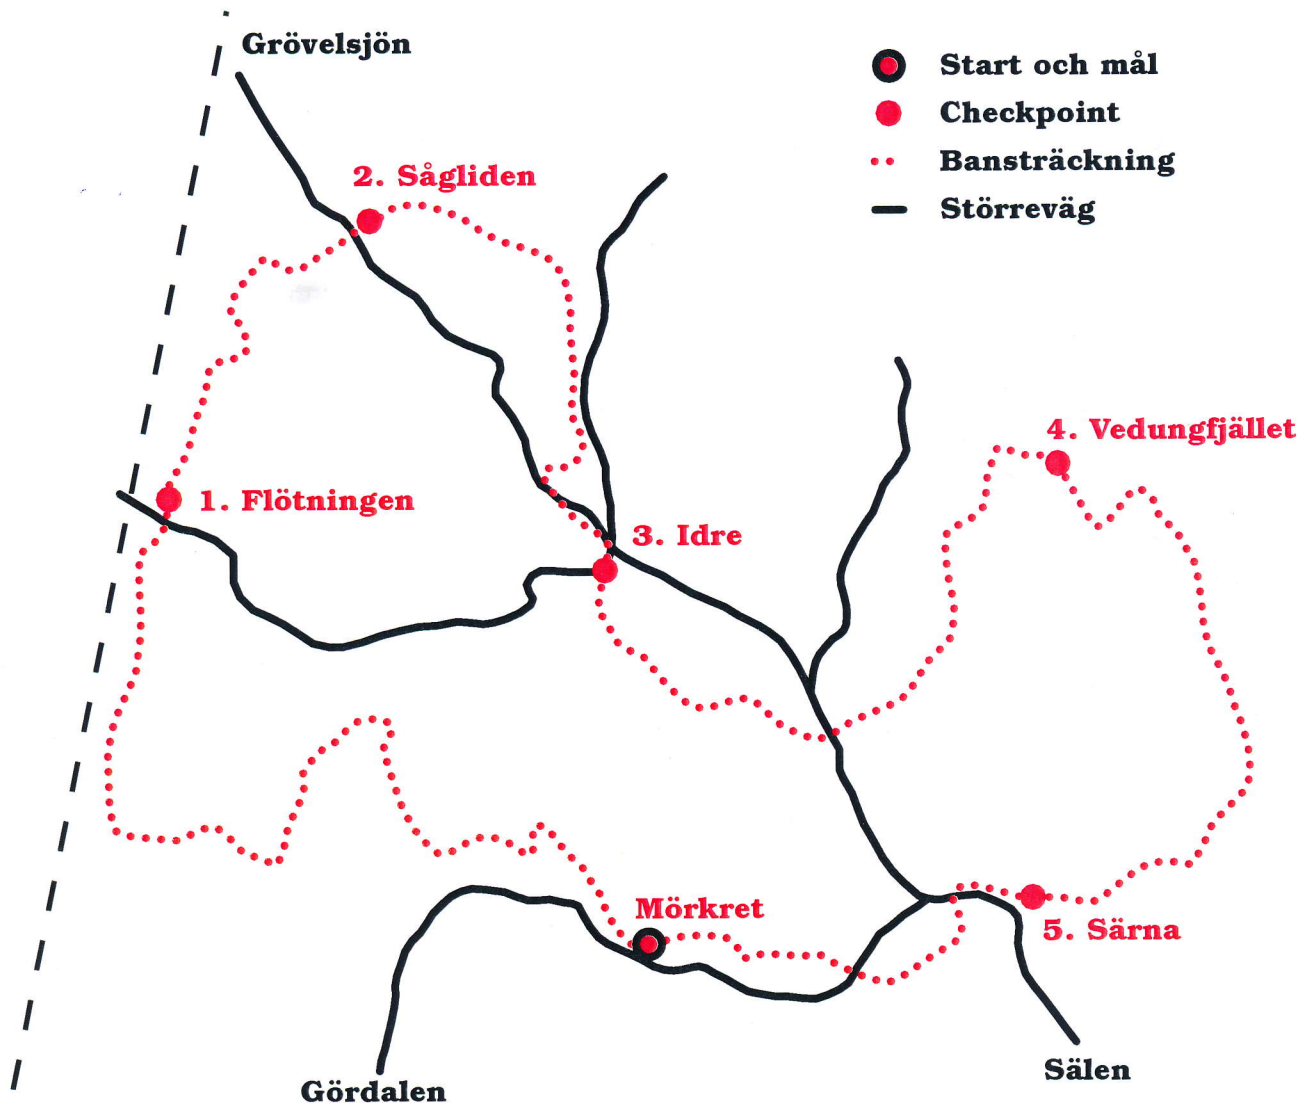 Grövelsjön
Start och mål
Checkpoint
Bansträckning
Störreväg
2. Sågliden
4. Vedungfjället
1. Flötningen
3. Idre
Mörkret
5. Särna
Sälen
Gördalen